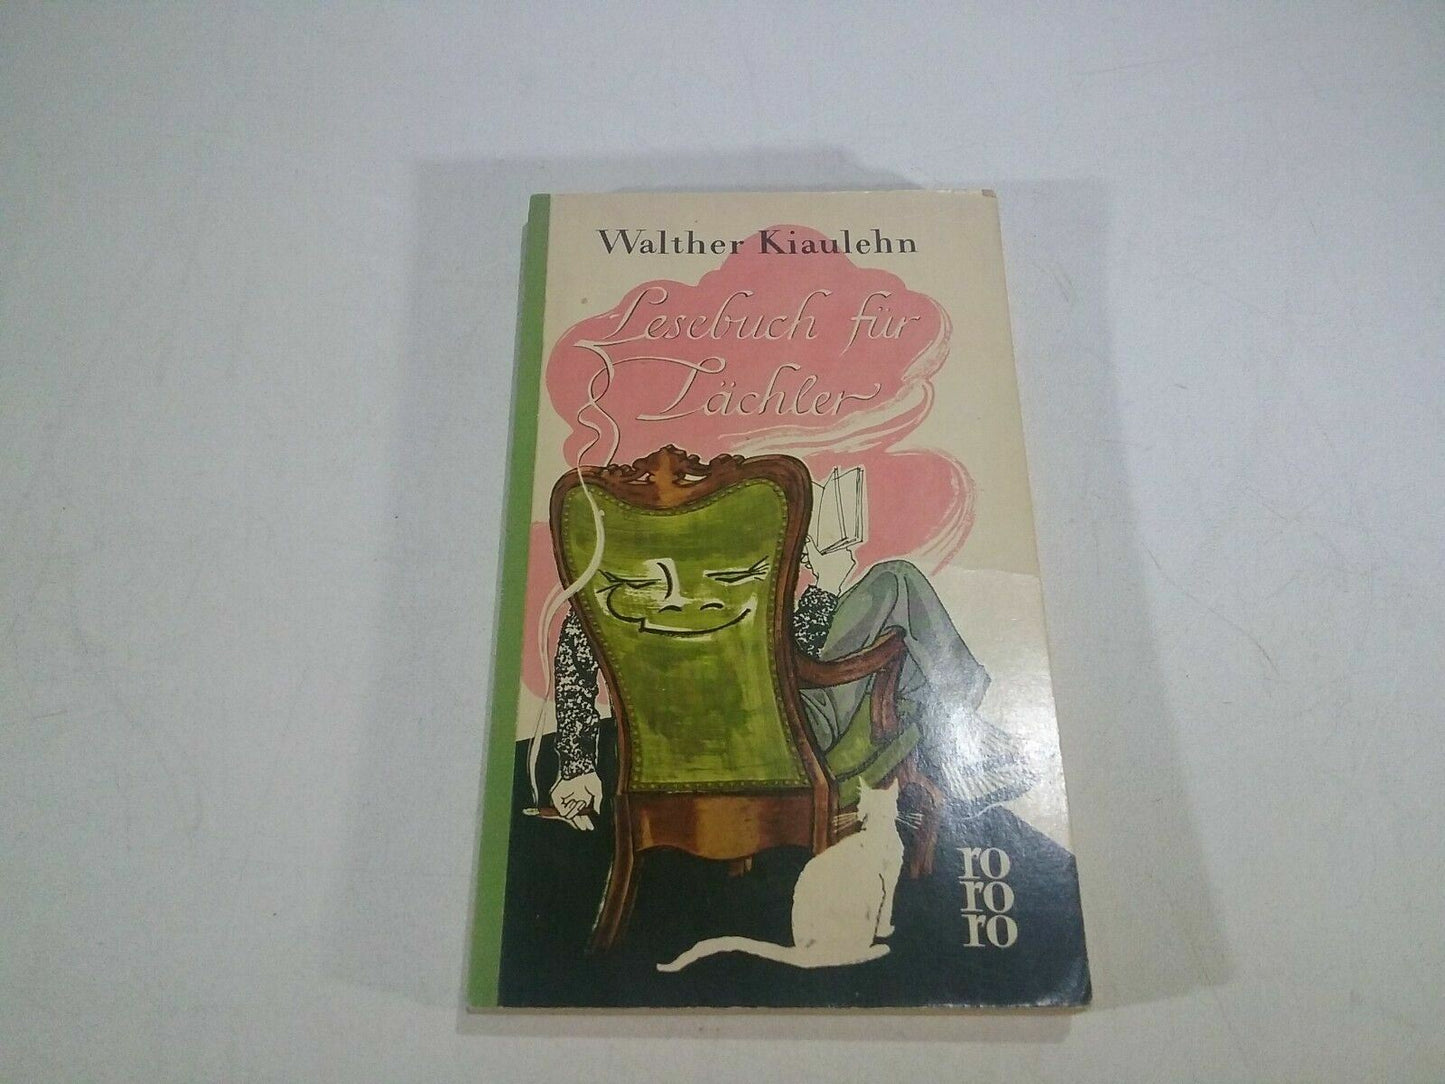 Walther Kiaulehn
Lesebuch für
Lächler
ro
ro
ro